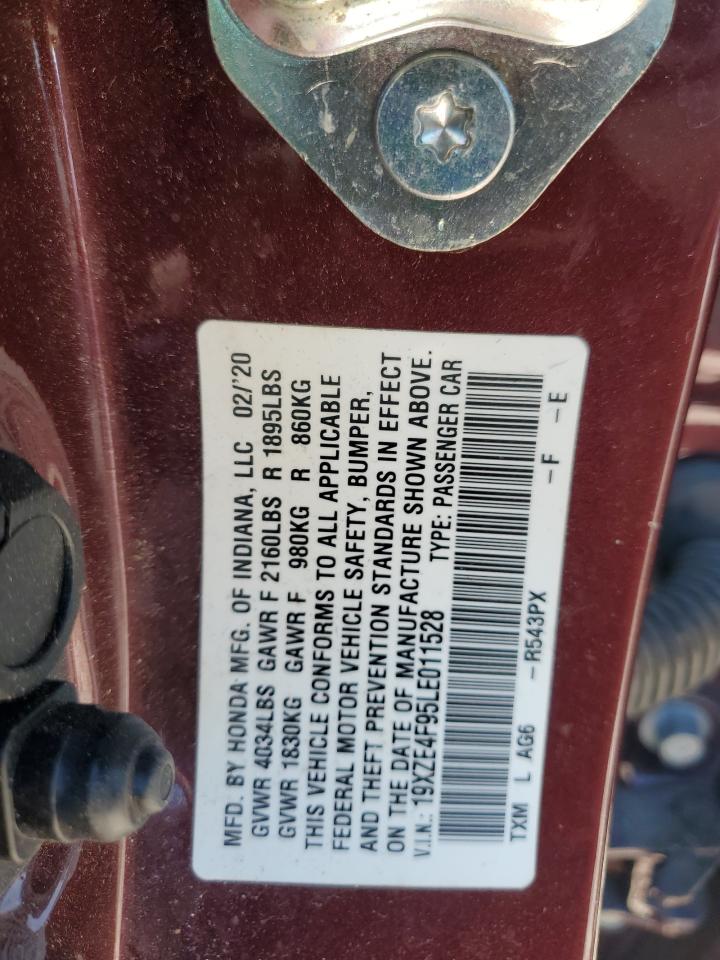 MFD. BY HONDA MFG. OF INDIANA, LLC 02/'20
GVWR 4034LBS GAWR F 2160LBS R 1895LBS
GVWR 1830KG GAWR F 980KG R 860KG
THIS VEHICLE CONFORMS TO ALL APPLICABLE
FEDERAL MOTOR VEHICLE SAFETY, BUMPER,
AND THEFT PREVENTION STANDARDS IN EFFECT
ON THE DATE OF MANUFACTURE SHOWN ABOVE.
V.I.N.: 19XZE4F95LE011528 TYPE: PASSENGER CAR
TXM L AG6 -R543PX -F -E